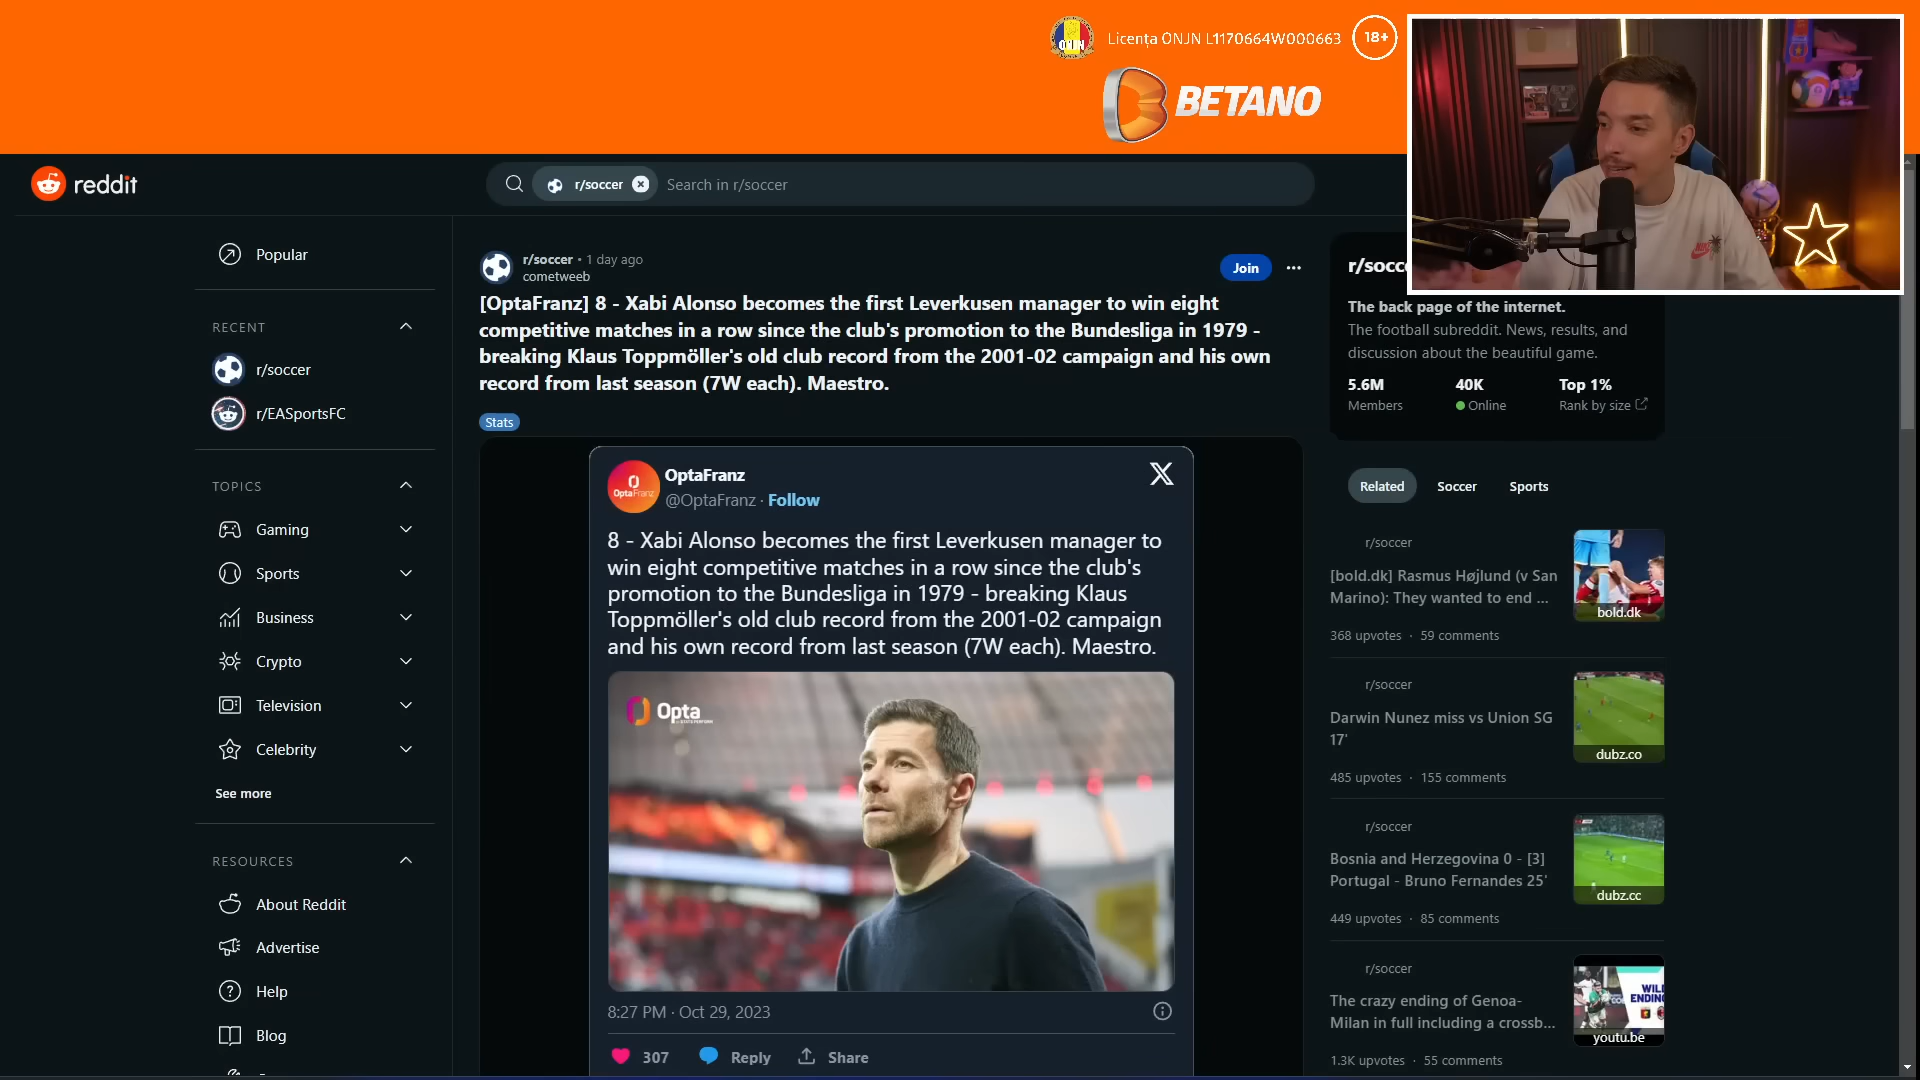 Licența ONJN L1170664W000663
18+
ONJN
BETANO
reddit
r/soccer
Search in r/soccer
Popular
RECENT
r/soccer
r/EASportsFC
TOPICS
Gaming
Sports
Business
Crypto
Television
Celebrity
See more
RESOURCES
About Reddit
Advertise
Help
Blog
r/soccer • 1 day ago
cometweeb
Join
[OptaFranz] 8 - Xabi Alonso becomes the first Leverkusen manager to win eight
competitive matches in a row since the club's promotion to the Bundesliga in 1979 -
breaking Klaus Toppmöller's old club record from the 2001-02 campaign and his own
record from last season (7W each). Maestro.
Stats
OptaFranz
OptaFranz
@OptaFranz · Follow
8 - Xabi Alonso becomes the first Leverkusen manager to
win eight competitive matches in a row since the club's
promotion to the Bundesliga in 1979 - breaking Klaus
Toppmöller's old club record from the 2001-02 campaign
and his own record from last season (7W each). Maestro.
Opta
8:27 PM · Oct 29, 2023
307
Reply
Share
r/socc
The back page of the internet.
The football subreddit. News, results, and
discussion about the beautiful game.
5.6M 40K Top 1%
Members Online Rank by size
Related Soccer Sports
r/soccer
[bold.dk] Rasmus Højlund (v San
Marino): They wanted to end ...
bold.dk
368 upvotes · 59 comments
r/soccer
Darwin Nunez miss vs Union SG
17'
dubz.co
485 upvotes · 155 comments
r/soccer
Bosnia and Herzegovina 0 - [3]
Portugal - Bruno Fernandes 25'
dubz.cc
449 upvotes · 85 comments
r/soccer
The crazy ending of Genoa-
Milan in full including a crossb...
WIL
ENDIN
youtu.be
1.3K upvotes · 55 comments